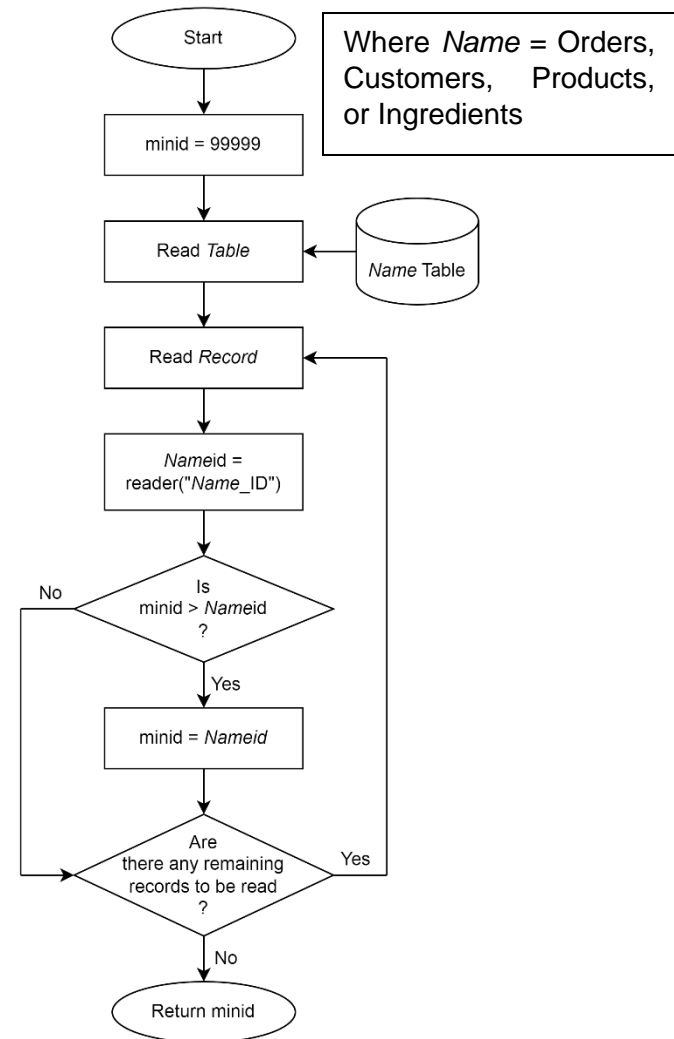 Start
Where Name = Orders,
Customers, Products,
or Ingredients
minid = 99999
Read Table
Name Table
Read Record
Nameid =
reader("Name_ID")
Is
minid > Nameid
?
No
Yes
minid = Nameid
Are
there any remaining
records to be read
?
Yes
No
Return minid